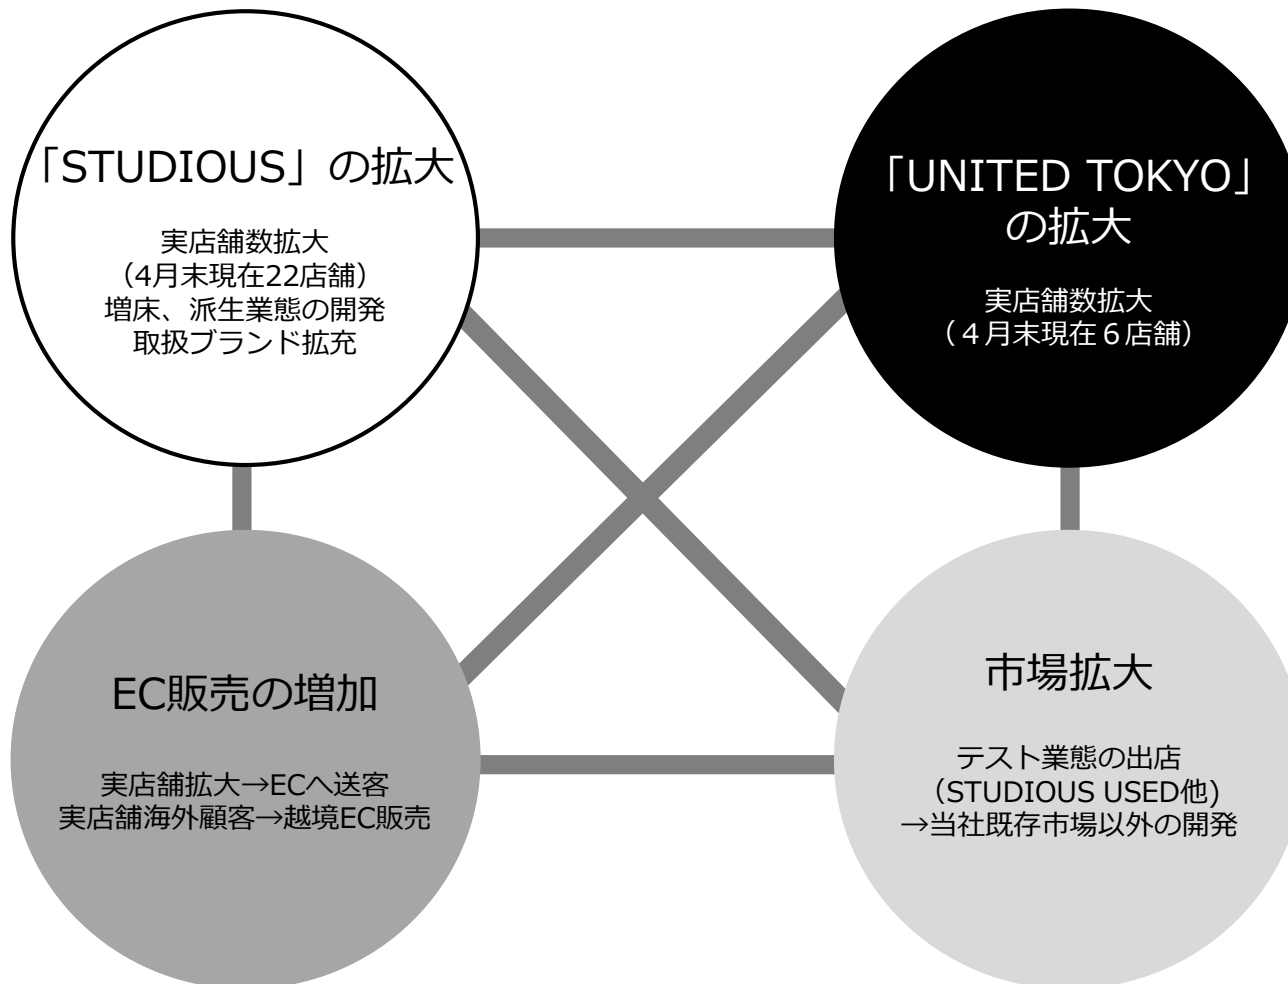 「STUDIOUS」の拡大
実店舗数拡大
（4月末現在22店舗）
増床、派生業態の開発
取扱ブランド拡充
「UNITED TOKYO」
の拡大
実店舗数拡大
（４月末現在６店舗）
EC販売の増加
実店舗拡大→ECへ送客
実店舗海外顧客→越境EC販売
市場拡大
テスト業態の出店
（STUDIOUS USED他)
→当社既存市場以外の開発